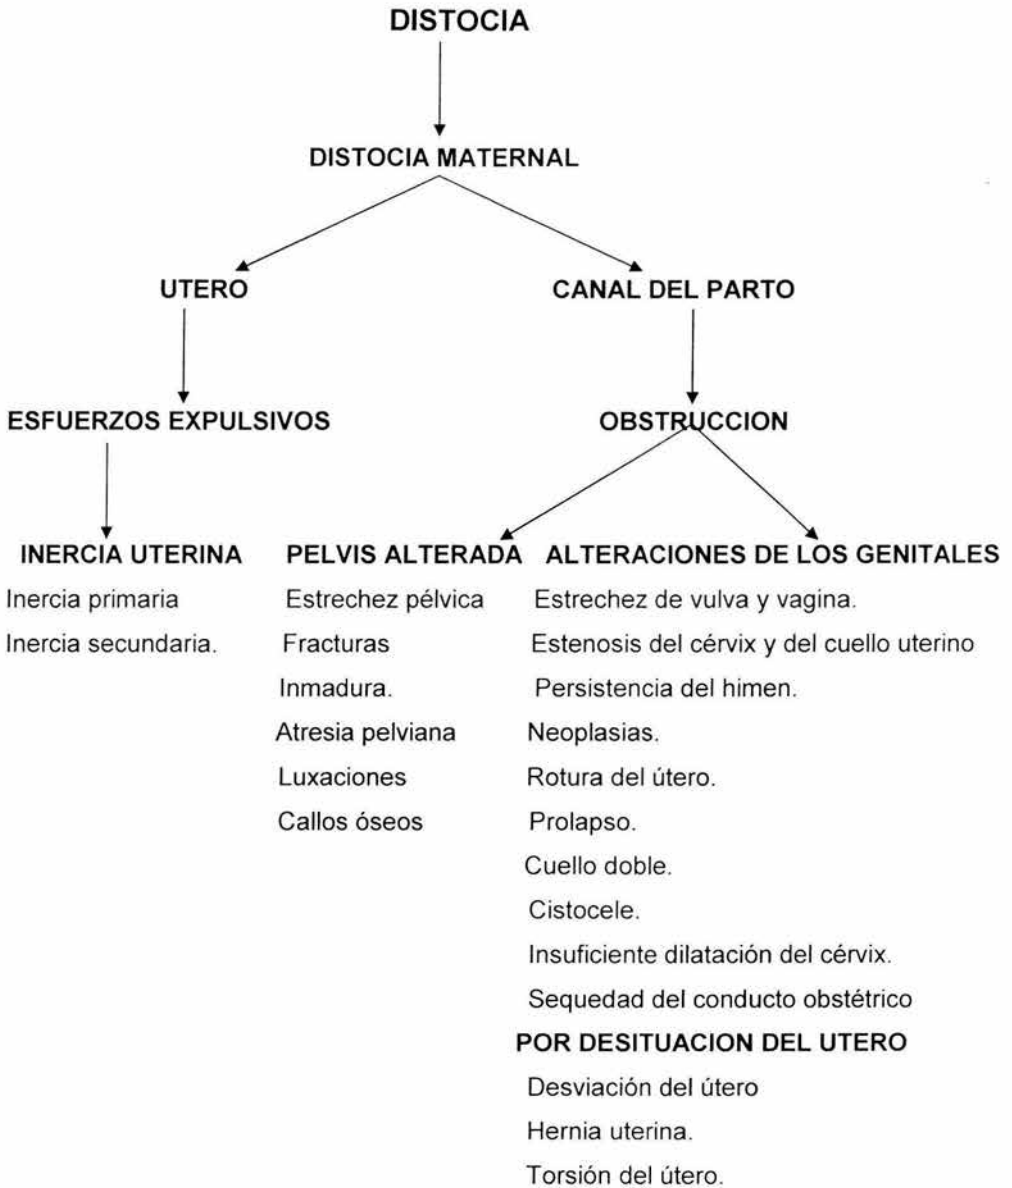 DISTOCIA
DISTOCIA MATERNAL
UTERO
CANAL DEL PARTO
ESFUERZOS EXPULSIVOS
OBSTRUCCION
INERCIA UTERINA
Inercia primaria
Inercia secundaria.
PELVIS ALTERADA
Estrechez pélvica
Fracturas
Inmadura.
Atresia pelviana
Luxaciones
Callos óseos
ALTERACIONES DE LOS GENITALES
Estrechez de vulva y vagina.
Estenosis del cérvix y del cuello uterino
Persistencia del himen.
Neoplasias.
Rotura del útero.
Prolapso.
Cuello doble.
Cistocele.
Insuficiente dilatación del cérvix.
Sequedad del conducto obstétrico
POR DESITUACION DEL UTERO
Desviación del útero
Hernia uterina.
Torsión del útero.